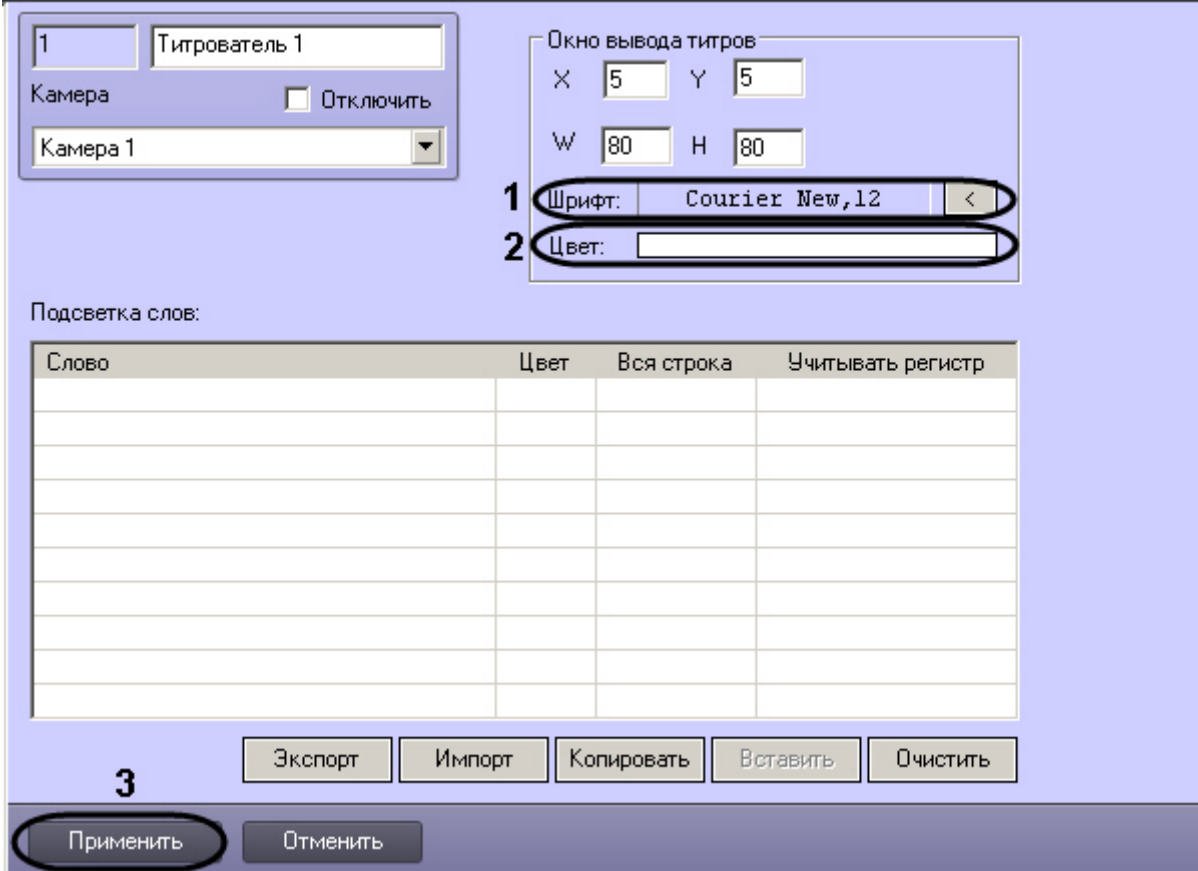 1
Титрователь 1
Камера
Отключить
Камера 1
Окно вывода титров
X 5 Y 5
W 80 H 80
1 Шрифт: Courier New,12 <
2 Цвет:
Подсветка слов:
Слово Цвет Вся строка Учитывать регистр
Экспорт Импорт Копировать Вставить Очистить
3
Применить Отменить